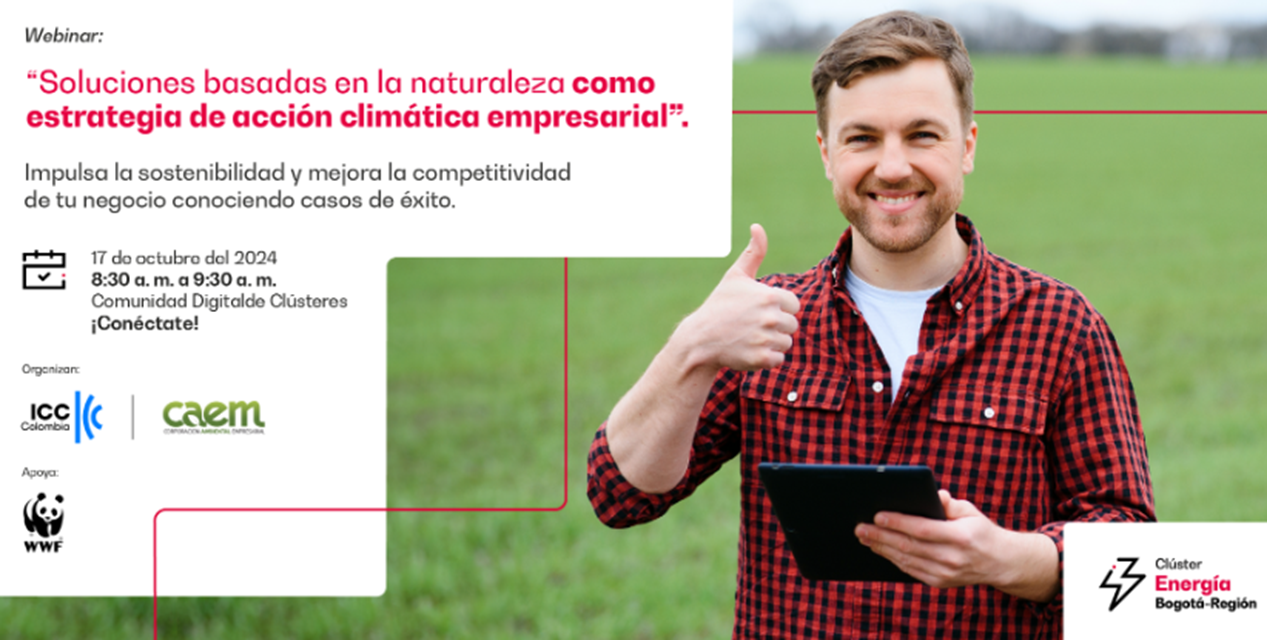 Webinar:
“Soluciones basadas en la naturaleza como
estrategia de acción climática empresarial”.
Impulsa la sostenibilidad y mejora la competitividad
de tu negocio conociendo casos de éxito.
17 de octubre del 2024
8:30 a. m. a 9:30 a. m.
Comunidad Digitalde Clústeres
¡Conéctate!
Organizan:
ICC
Colombia
caem
CORPORACIÓN AMBIENTAL EMPRESARIAL
Apoya:
WWF
Clúster
Energía
Bogotá-Región